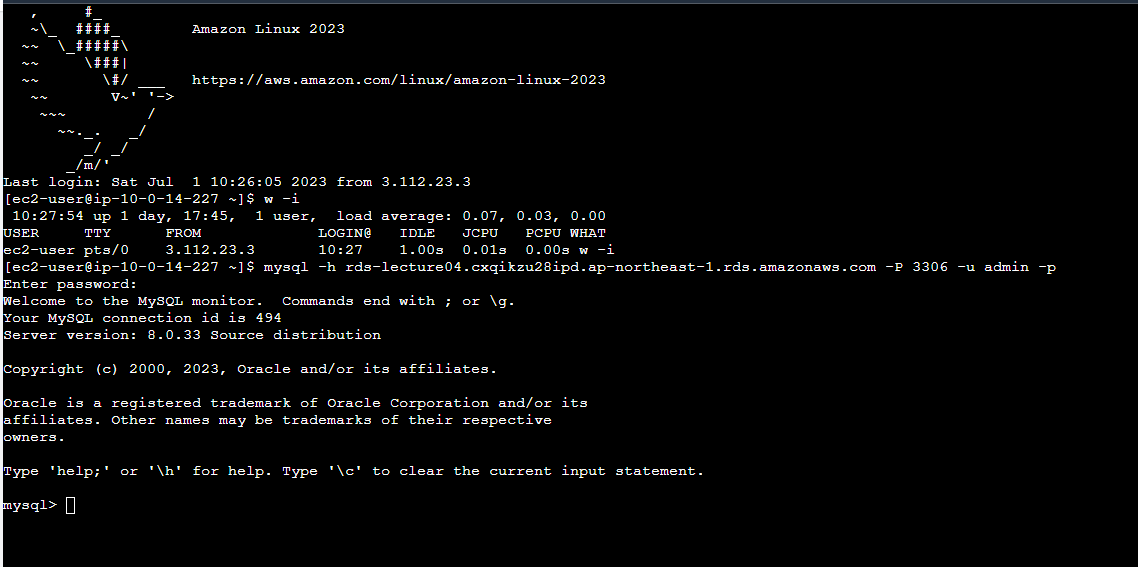 ,     #_
   ~\_  ####_        Amazon Linux 2023
  ~~  \_#####\
  ~~     \###|
  ~~       \#/ ___   https://aws.amazon.com/linux/amazon-linux-2023
   ~~       V~' '->
    ~~~         /
      ~~._.   _/
         _/ _/
       _/m/'
Last login: Sat Jul  1 10:26:05 2023 from 3.112.23.3
[ec2-user@ip-10-0-14-227 ~]$ w -i
 10:27:54 up 1 day, 17:45,  1 user,  load average: 0.07, 0.03, 0.00
USER     TTY      FROM             LOGIN@   IDLE   JCPU   PCPU WHAT
ec2-user pts/0    3.112.23.3       10:27    1.00s  0.01s  0.00s w -i
[ec2-user@ip-10-0-14-227 ~]$ mysql -h rds-lecture04.cxqikzu28ipd.ap-northeast-1.rds.amazonaws.com -P 3306 -u admin -p
Enter password:
Welcome to the MySQL monitor.  Commands end with ; or \g.
Your MySQL connection id is 494
Server version: 8.0.33 Source distribution

Copyright (c) 2000, 2023, Oracle and/or its affiliates.

Oracle is a registered trademark of Oracle Corporation and/or its
affiliates. Other names may be trademarks of their respective
owners.

Type 'help;' or '\h' for help. Type '\c' to clear the current input statement.

mysql>